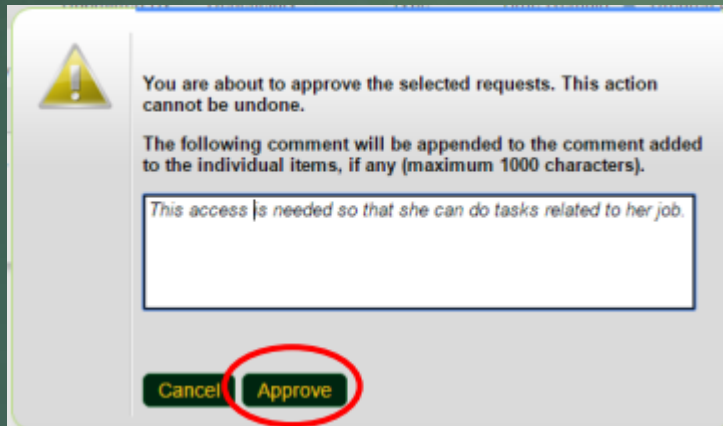 You are about to approve the selected requests. This action
cannot be undone.
The following comment will be appended to the comment added
to the individual items, if any (maximum 1000 characters).
This access is needed so that she can do tasks related to her job.
Cancel Approve